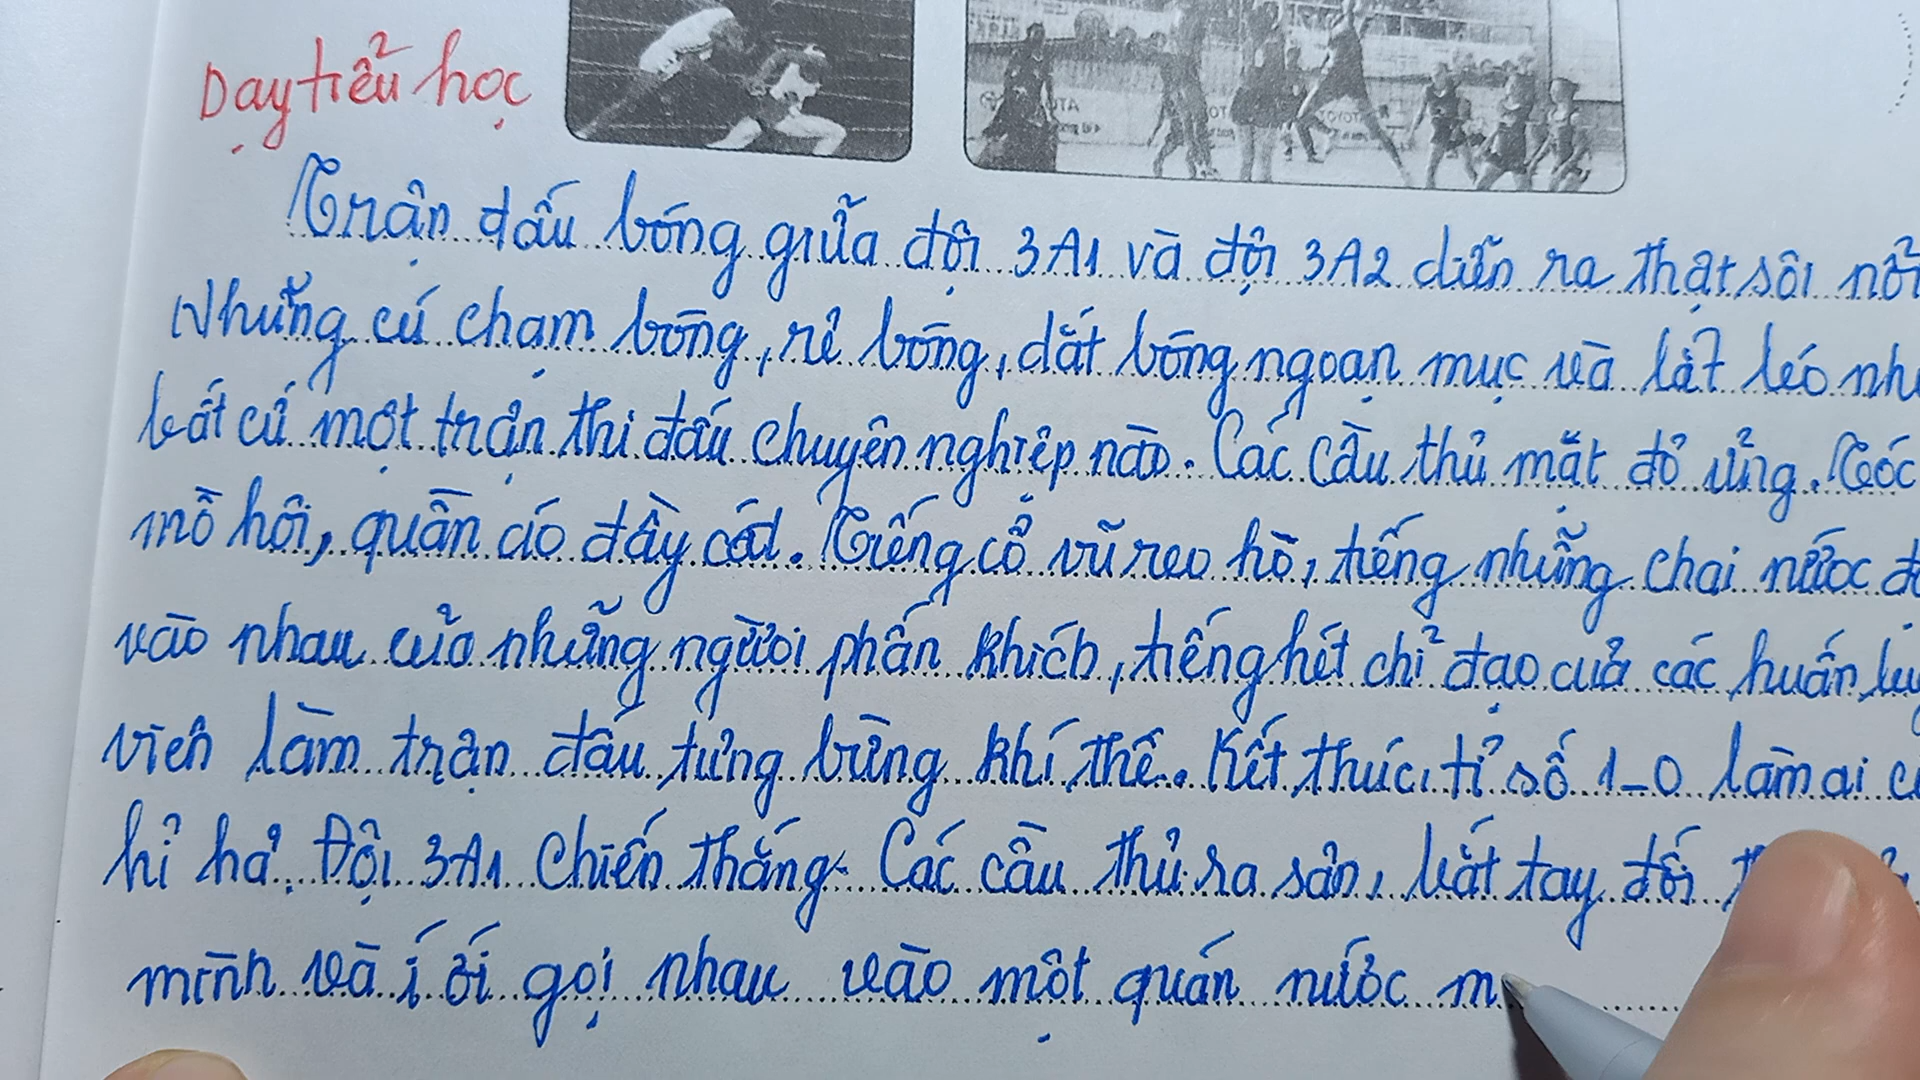 Dạy tiểu học
Trận đấu bóng giữa đội 3A1 và đội 3A2 diễn ra thật sôi nổi
Những cú chạm bóng, rê bóng, dắt bóng ngoạn mục và lắt léo như
bất cứ một trận thi đấu chuyên nghiệp nào. Các cầu thủ mặt đỏ ửng. Tóc
mồ hôi, quần áo đầy cát. Tiếng cổ vũ reo hò, tiếng những chai nước
vào nhau của những người phấn khích, tiếng hét chỉ đạo của các huấn
viên làm trận đấu tưng bừng khí thế. Kết thúc, tỉ số 1-0 làm ai
hỉ hả. Đội 3A1 chiến thắng. Các cầu thủ ra sân, bắt tay đối
mình và í ới gọi nhau vào một quán nước m